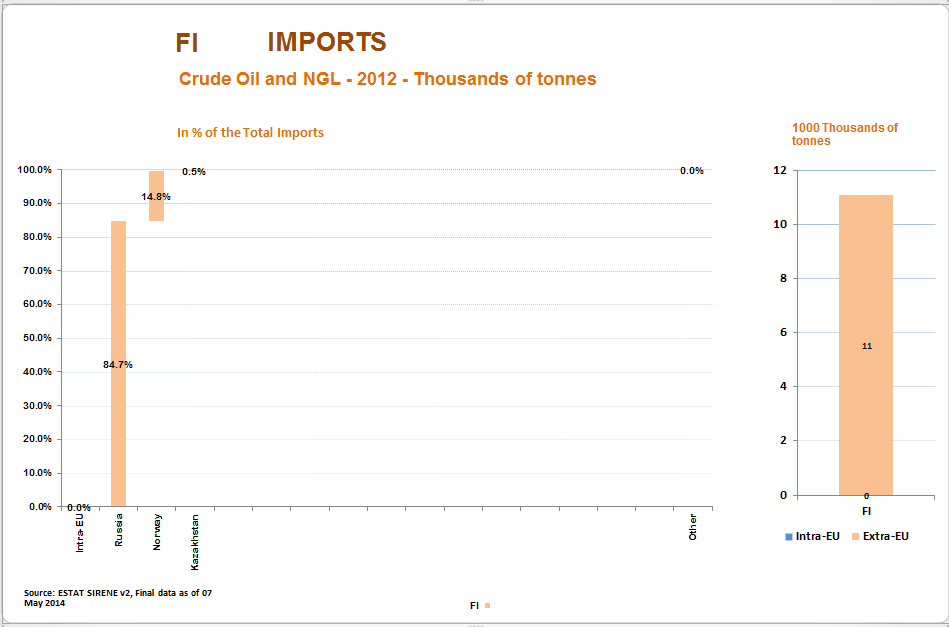 FI IMPORTS
Crude Oil and NGL - 2012 - Thousands of tonnes
In % of the Total Imports
100.0%
90.0%
80.0%
70.0%
60.0%
50.0%
40.0%
30.0%
20.0%
10.0%
0.0%
0.0%
84.7%
14.8%
0.5%
0.0%
Intra-EU
Russia
Norway
Kazakhstan
Other
FI
1000 Thousands of
tonnes
12
10
8
6
4
2
0
11
0
FI
Intra-EU Extra-EU
Source: ESTAT SIRENE v2, Final data as of 07
May 2014